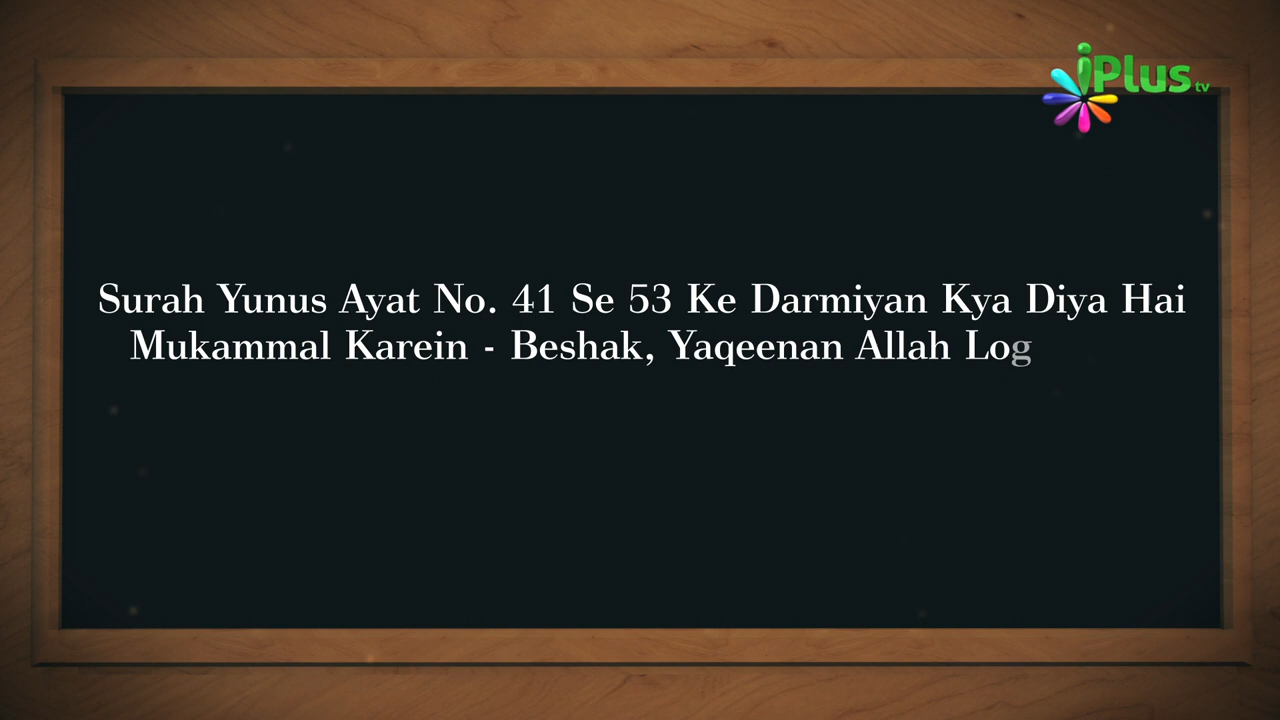 iPlus tv
Surah Yunus Ayat No. 41 Se 53 Ke Darmiyan Kya Diya Hai
Mukammal Karein - Beshak, Yaqeenan Allah Log